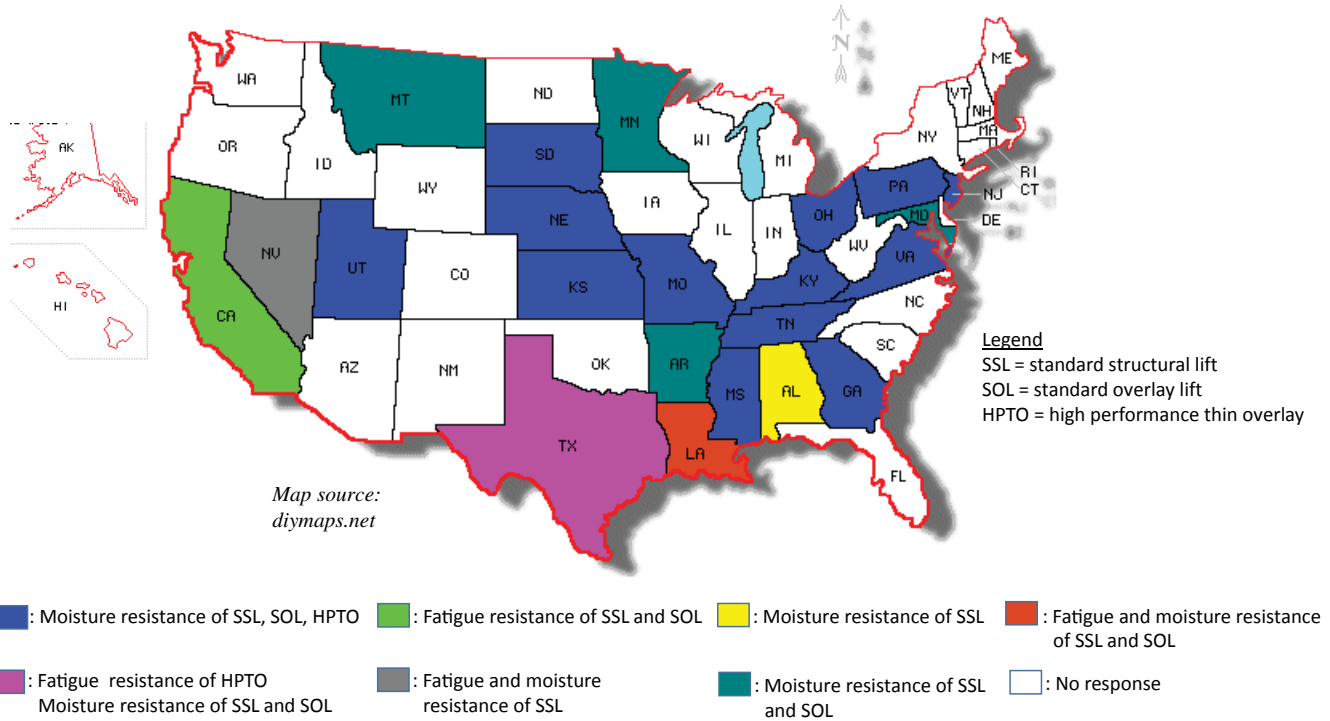 N
WA
MT
ND
MN
ME
VT
NH
MA
NY
WI
MI
OR
ID
SD
WY
AK
RI
CT
PA
NJ
IA
NE
OH
MD
DE
NV
UT
CO
IL
IN
WV
VA
KS
MO
KY
HI
CA
NC
TN
SC
AZ
NM
OK
AR
MS
AL
GA
TX
LA
FL
Legend
SSL = standard structural lift
SOL = standard overlay lift
HPTO = high performance thin overlay
Map source:
diymaps.net
: Moisture resistance of SSL, SOL, HPTO
: Fatigue resistance of SSL and SOL
: Moisture resistance of SSL
: Fatigue and moisture resistance
of SSL and SOL
: Fatigue resistance of HPTO
Moisture resistance of SSL and SOL
: Fatigue and moisture
resistance of SSL
: Moisture resistance of SSL
and SOL
: No response